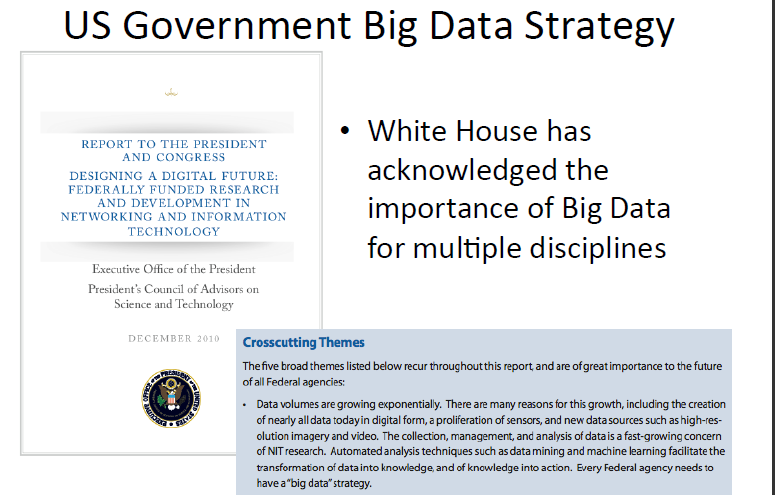 US Government Big Data Strategy
REPORT TO THE PRESIDENT
AND CONGRESS
DESIGNING A DIGITAL FUTURE:
FEDERALLY FUNDED RESEARCH
AND DEVELOPMENT IN
NETWORKING AND INFORMATION
TECHNOLOGY
Executive Office of the President
President's Council of Advisors on
Science and Technology
DECEMBER 2010
• White House has
acknowledged the
importance of Big Data
for multiple disciplines
Crosscutting Themes
The five broad themes listed below recur throughout this report, and are of great importance to the future
of all Federal agencies:
• Data volumes are growing exponentially. There are many reasons for this growth, including the creation
of nearly all data today in digital form, a proliferation of sensors, and new data sources such as high-res-
olution imagery and video. The collection, management, and analysis of data is a fast-growing concern
of NIT research. Automated analysis techniques such as data mining and machine learning facilitate the
transformation of data into knowledge, and of knowledge into action. Every Federal agency needs to
have a "big data" strategy.